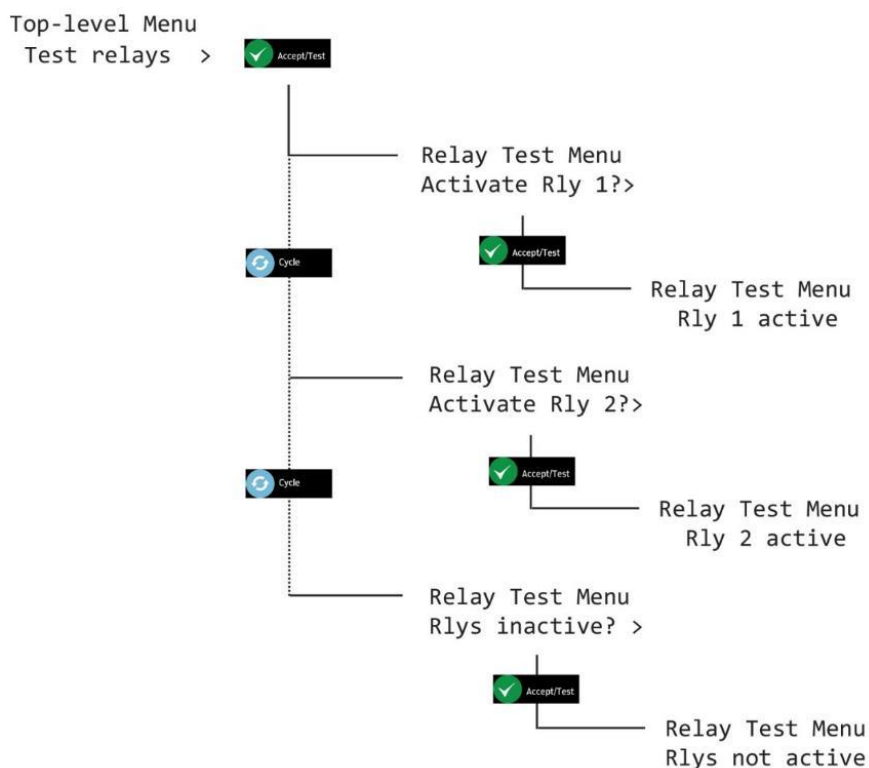 Top-level Menu
Test relays >
Accept/Test
Relay Test Menu
Activate Rly 1?>
Cycle
Accept/Test
Relay Test Menu
Rly 1 active
Relay Test Menu
Activate Rly 2?>
Cycle
Accept/Test
Relay Test Menu
Rly 2 active
Relay Test Menu
Rlys inactive? >
Accept/Test
Relay Test Menu
Rlys not active